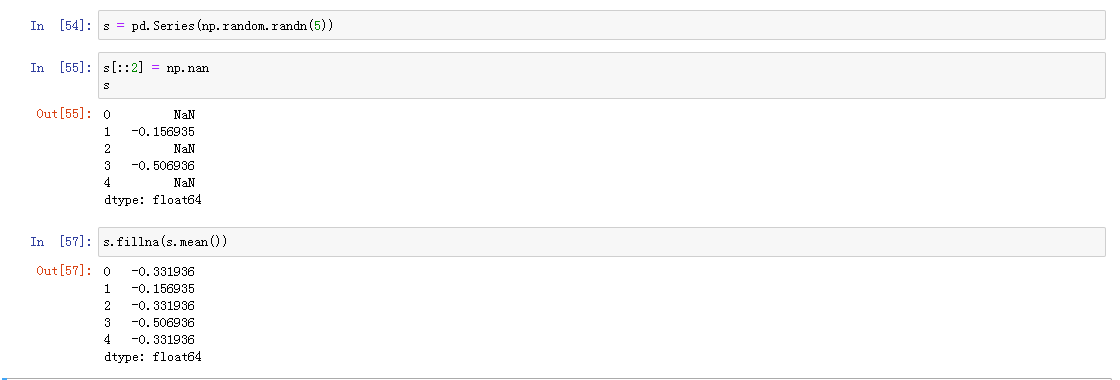 In [54]: s = pd.Series(np.random.randn(5))
In [55]: s[::2] = np.nan
s
Out[55]: 0 NaN
1 -0.156935
2 NaN
3 -0.506936
4 NaN
dtype: float64
In [57]: s.fillna(s.mean())
Out[57]: 0 -0.331936
1 -0.156935
2 -0.331936
3 -0.506936
4 -0.331936
dtype: float64